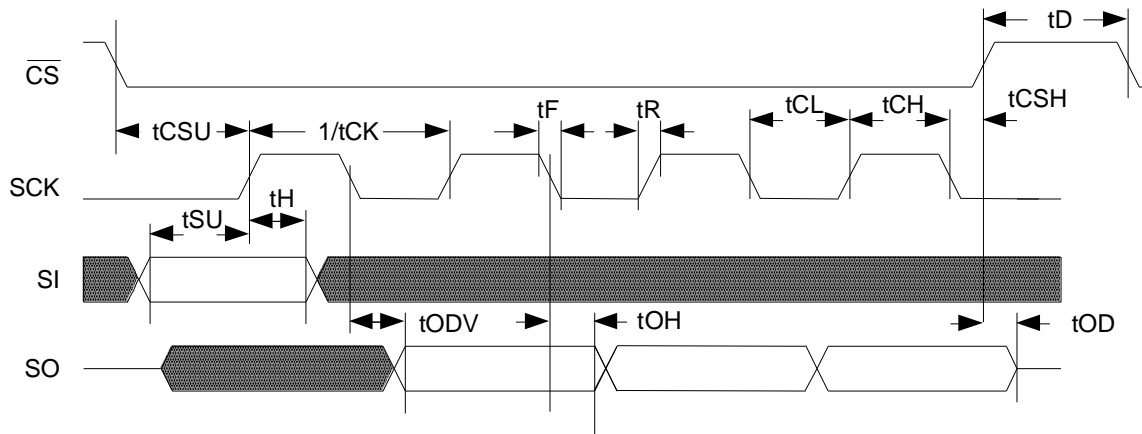 tD
CS
tCSH
tF
tR
tCL
tCH
tCSU
1/tCK
SCK
tH
tSU
SI
tODV
tOH
tOD
SO